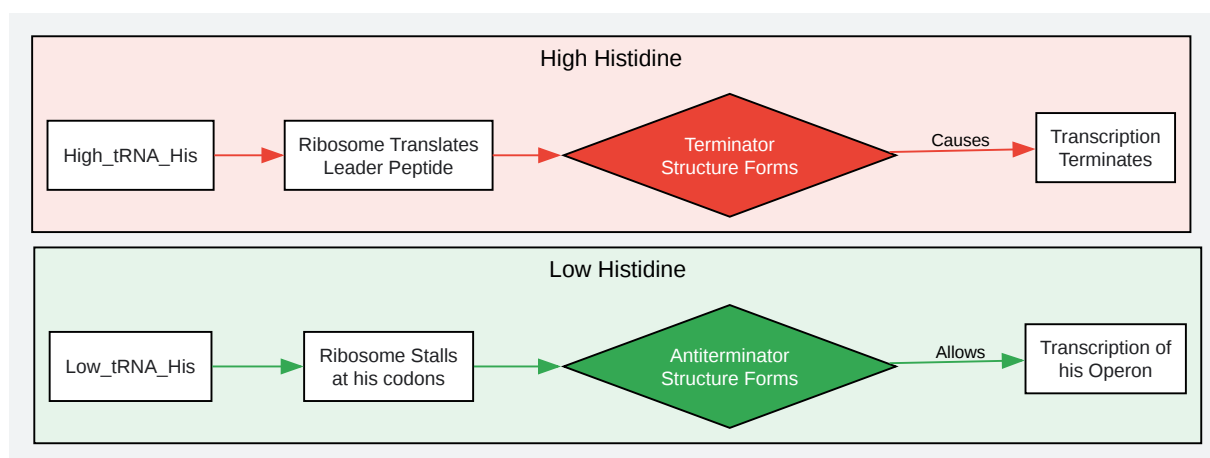 High Histidine
High_tRNA_His
Ribosome Translates
Leader Peptide
Terminator
Structure Forms
Causes
Transcription
Terminates
Low Histidine
Low_tRNA_His
Ribosome Stalls
at his codons
Antiterminator
Structure Forms
Allows
Transcription of
his Operon